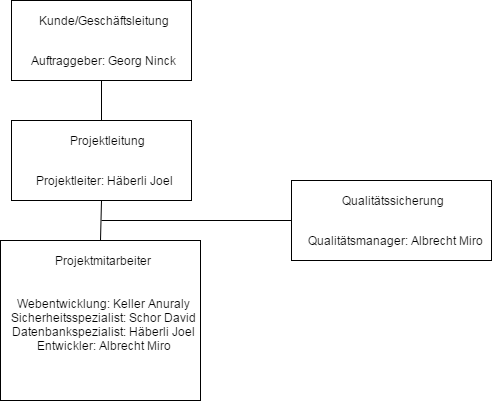 Kunde/Geschäftsleitung
Auftraggeber: Georg Ninck
Projektleitung
Projektleiter: Häberli Joel
Qualitätssicherung
Qualitätsmanager: Albrecht Miro
Projektmitarbeiter
Webentwicklung: Keller Anuraly
Sicherheitsspezialist: Schor David
Datenbankspezialist: Häberli Joel
Entwickler: Albrecht Miro